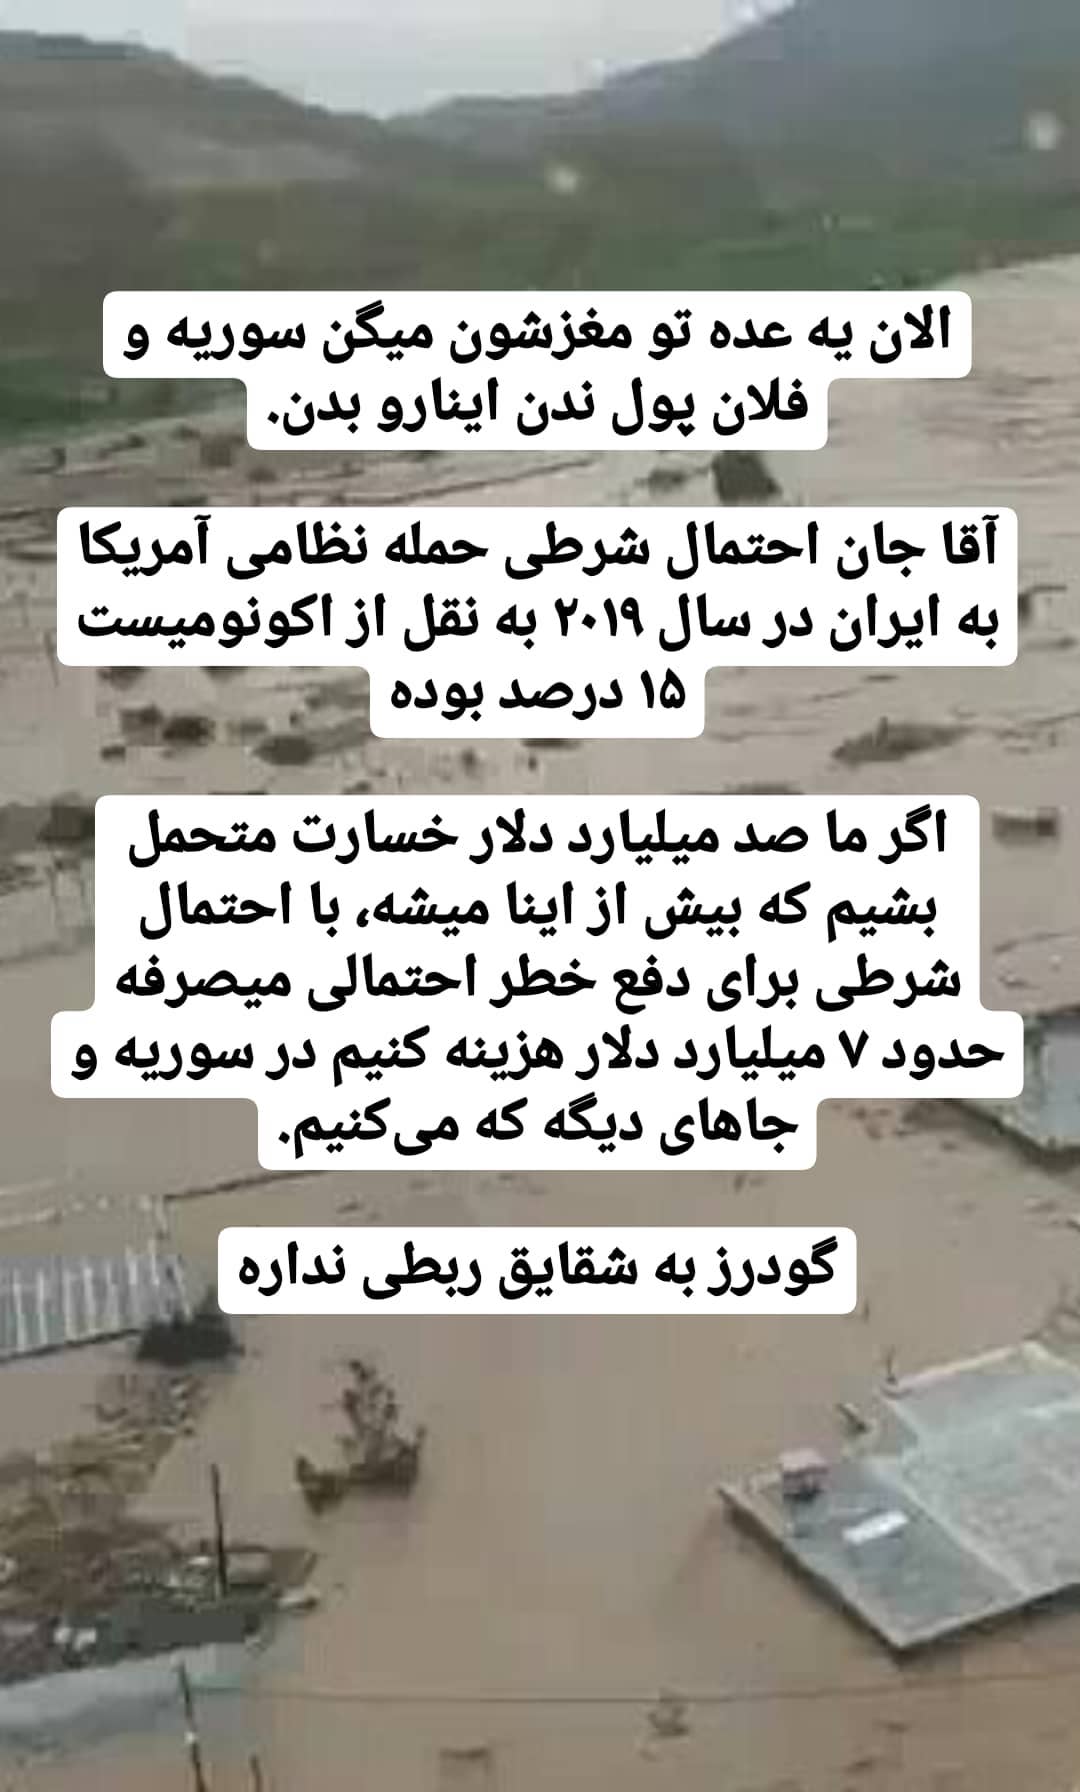 الان یه عده تو مغزشون میگن سوریه و
فلان پول ندن اینارو بدن.
آقا جان احتمال شرطی حمله نظامی آمریکا
به ایران در سال ۲۰۱۹ به نقل از اکونومیست
۱۵ درصد بوده
اگر ما صد میلیارد دلار خسارت متحمل
بشیم که بیش از اینا میشه، با احتمال
شرطی برای دفع خطر احتمالی میصرفه
حدود ۷ میلیارد دلار هزینه کنیم در سوریه و
جاهای دیگه که می‌کنیم.
گودرز به شقایق ربطی نداره